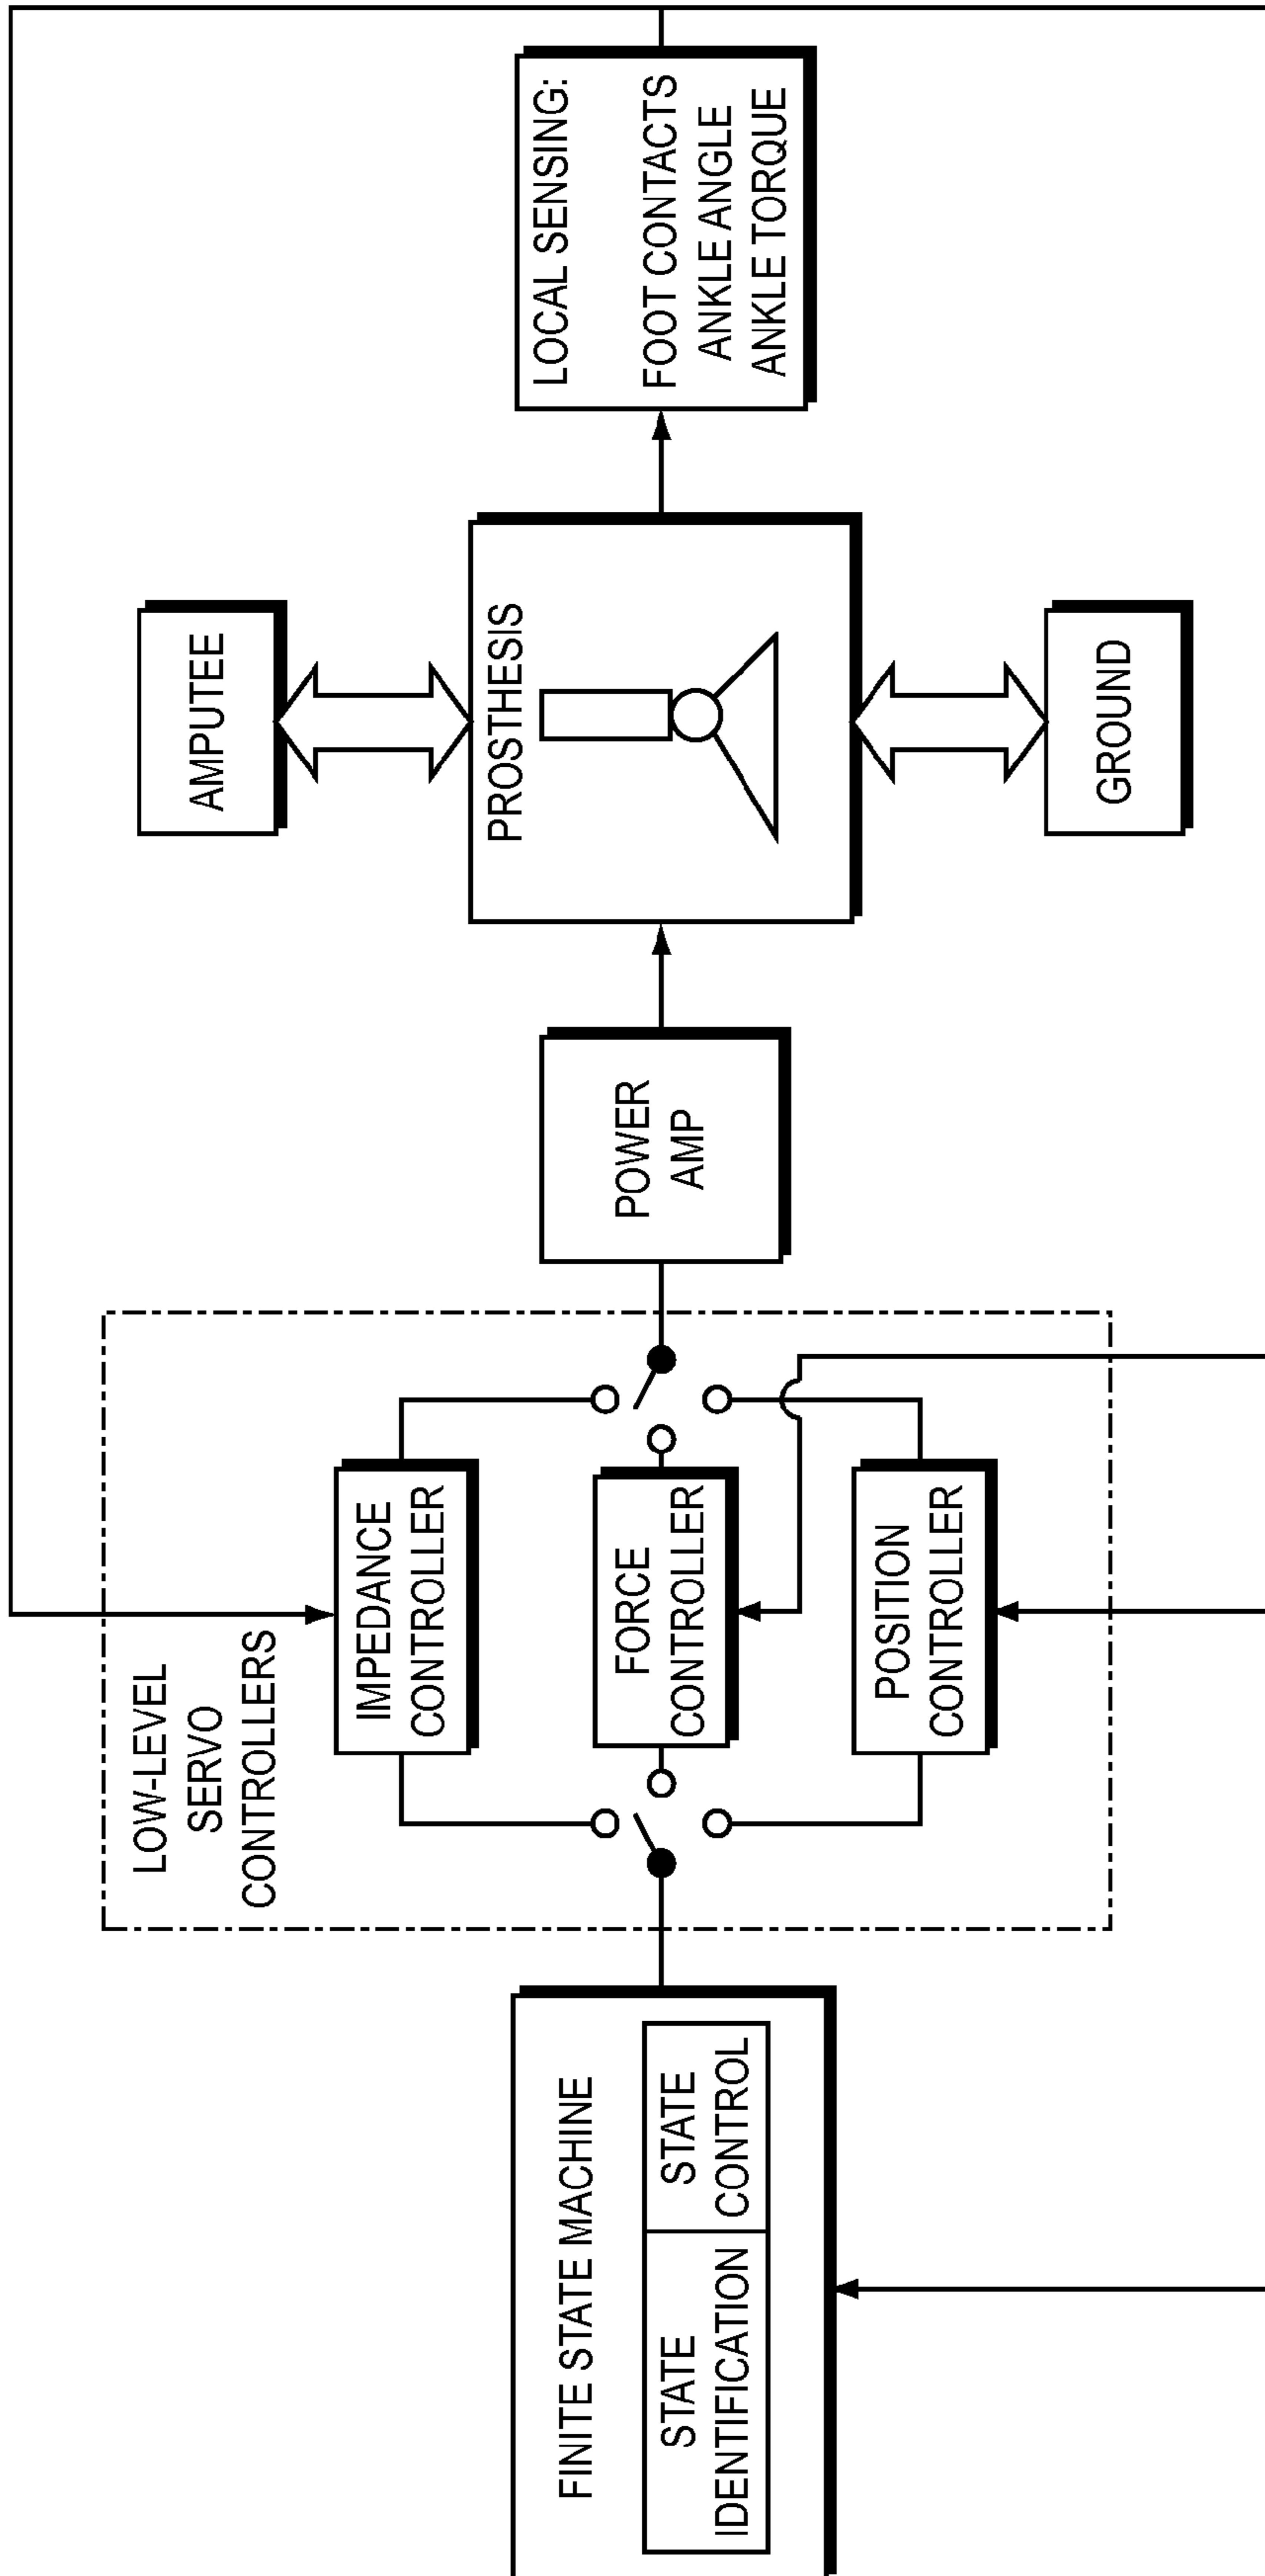 FINITE STATE MACHINE
STATE
IDENTIFICATION
STATE
CONTROL
LOW-LEVEL
SERVO
CONTROLLERS
IMPEDANCE
CONTROLLER
FORCE
CONTROLLER
POSITION
CONTROLLER
POWER
AMP
AMPUTEE
PROSTHESIS
GROUND
LOCAL SENSING:
FOOT CONTACTS
ANKLE ANGLE
ANKLE TORQUE